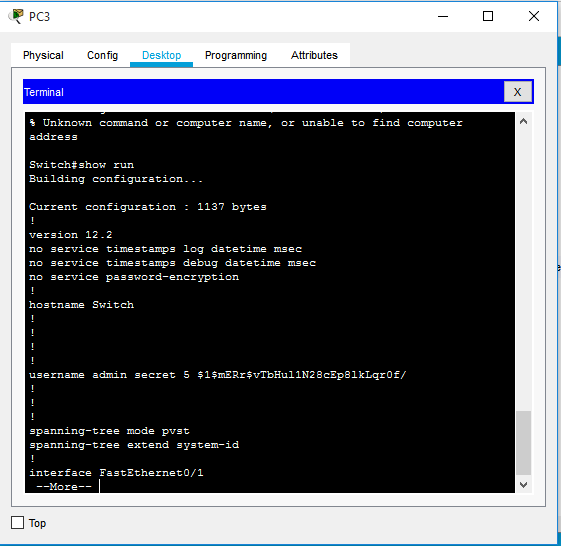 PC3
Physical Config Desktop Programming Attributes
Terminal X
% Unknown command or computer name, or unable to find computer
address
Switch#show run
Building configuration...
Current configuration : 1137 bytes
!
version 12.2
no service timestamps log datetime msec
no service timestamps debug datetime msec
no service password-encryption
!
hostname Switch
!
!
!
!
username admin secret 5 $1$mERr$vTbHul1N28cEp8lkLqr0f/
!
!
!
spanning-tree mode pvst
spanning-tree extend system-id
!
interface FastEthernet0/1
--More--
Top